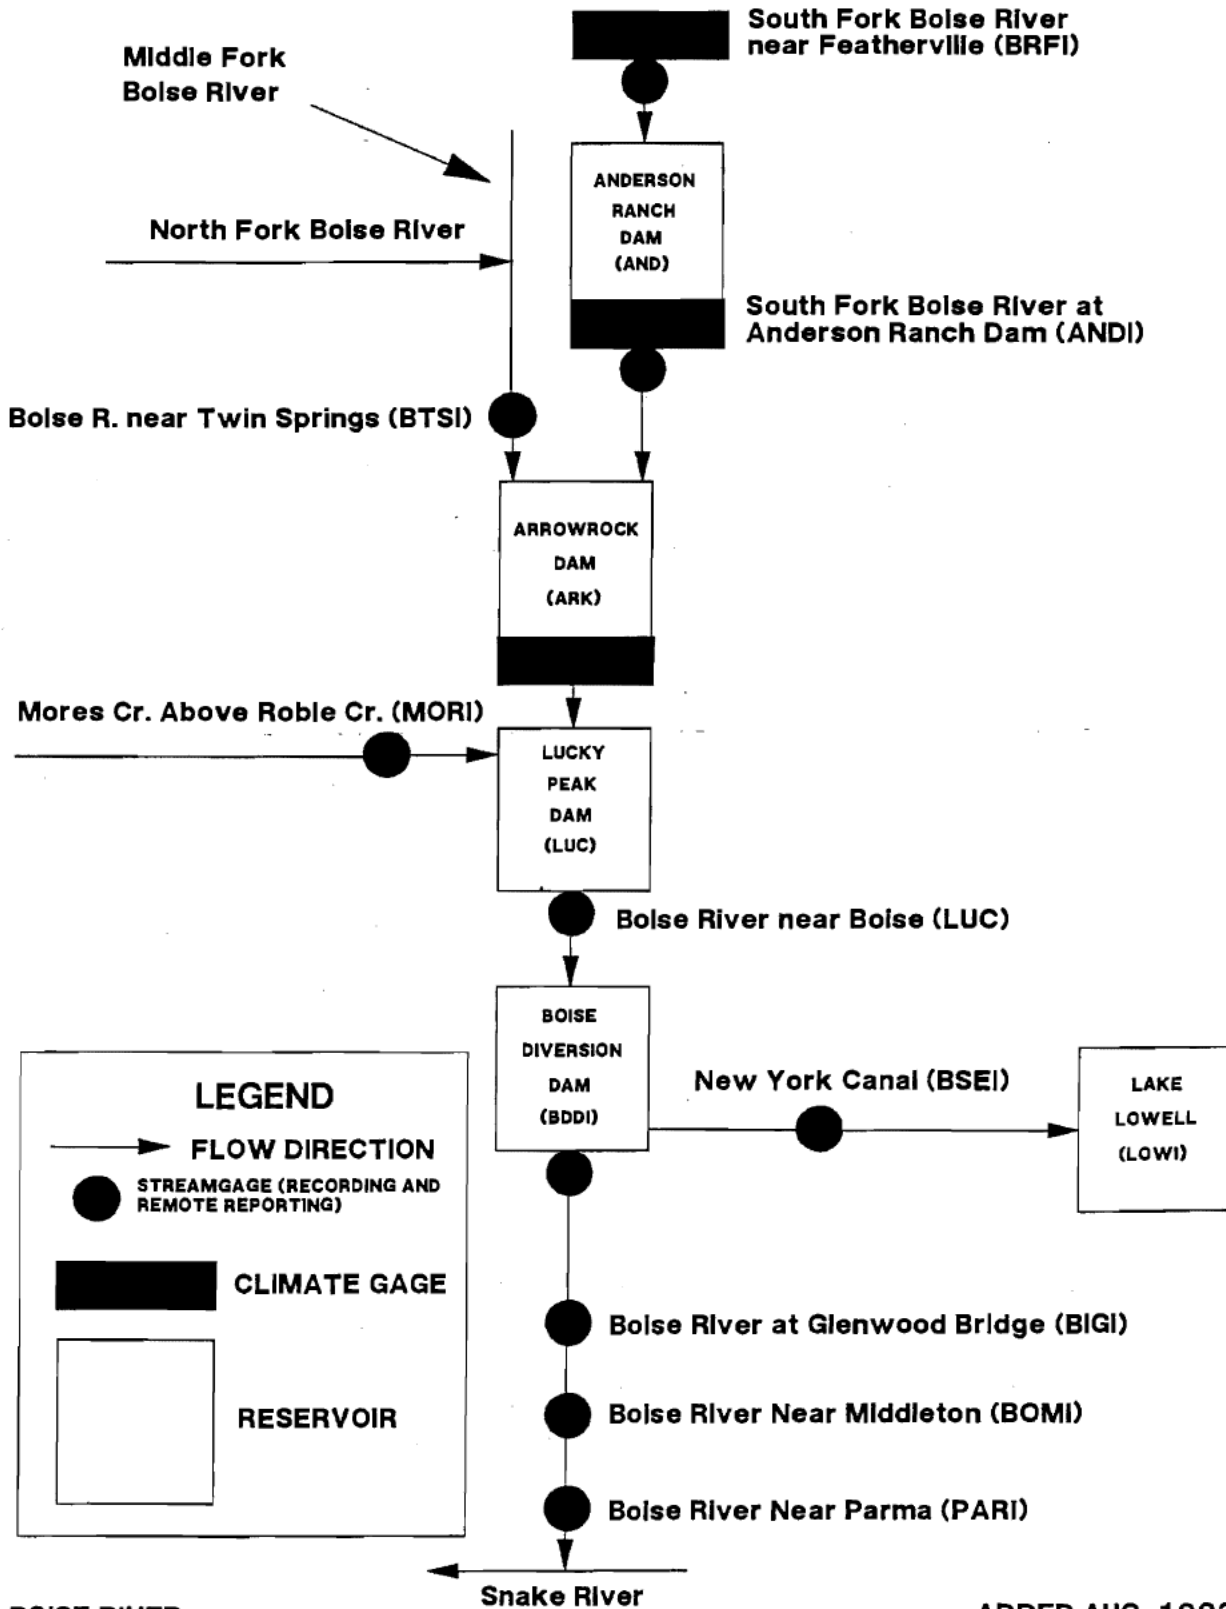 South Fork Boise River
near Featherville (BRFI)
Middle Fork
Boise River
ANDERSON
RANCH
DAM
(AND)
North Fork Boise River
South Fork Boise River at
Anderson Ranch Dam (ANDI)
Boise R. near Twin Springs (BTSI)
ARROWROCK
DAM
(ARK)
Mores Cr. Above Roble Cr. (MORI)
LUCKY
PEAK
DAM
(LUC)
Boise River near Boise (LUC)
BOISE
DIVERSION
DAM
(BDDI)
New York Canal (BSEI)
LAKE
LOWELL
(LOWI)
LEGEND
FLOW DIRECTION
STREAMGAGE (RECORDING AND
REMOTE REPORTING)
CLIMATE GAGE
RESERVOIR
Boise River at Glenwood Bridge (BIGI)
Boise River Near Middleton (BOMI)
Boise River Near Parma (PARI)
Snake River